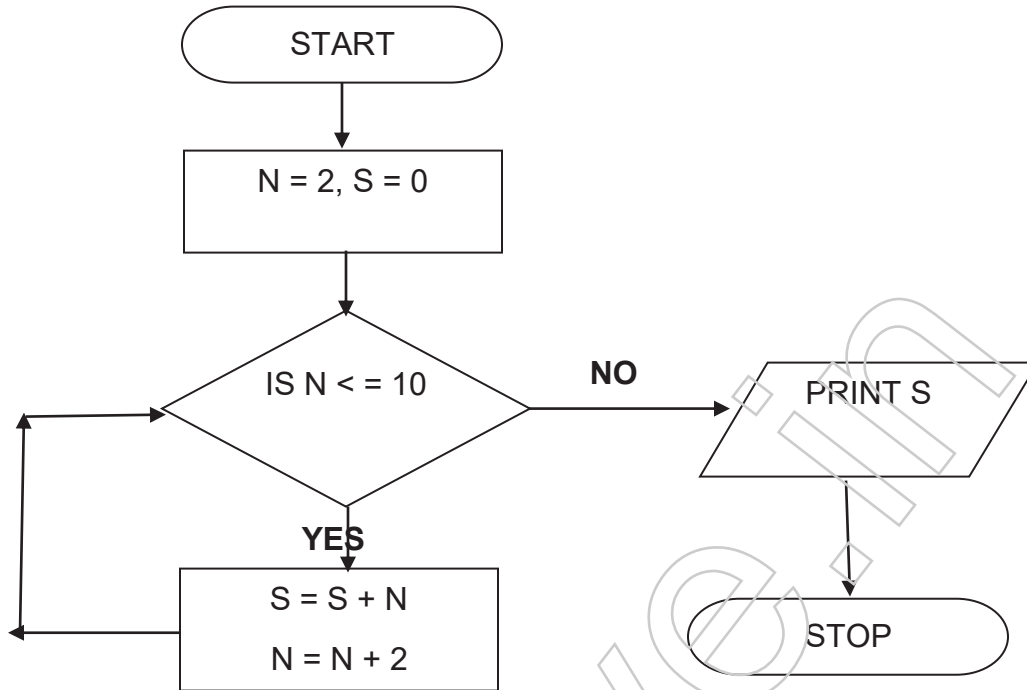 START
N = 2, S = 0
IS N < = 10
NO
PRINT S
YES
S = S + N
N = N + 2
STOP